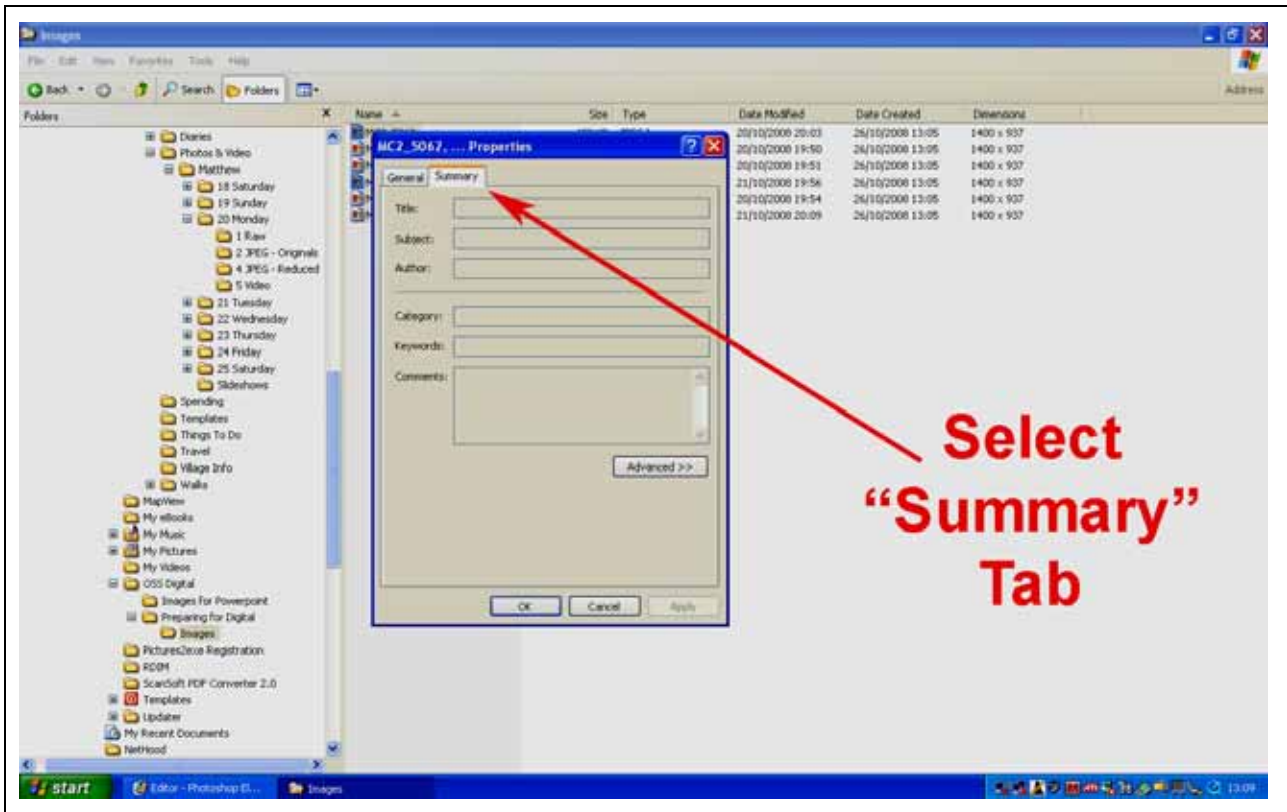 Images
File Edit View Favorites Tools Help
Back Search Folders
Address
Folders X
Name Size Type Date Modified Date Created Dimensions
Diaries
Photos & Video
Matthew
18 Saturday
19 Sunday
20 Monday
1 Raw
2 JPEG - Originals
4 JPEG - Reduced
5 Video
21 Tuesday
22 Wednesday
23 Thursday
24 Friday
25 Saturday
Slideshows
Spending
Templates
Things To Do
Travel
Village Info
Walks
MapView
My eBooks
My Music
My Pictures
My Videos
OSS Digital
Images for Powerpoint
Preparing for Digital
Images
Pictures2exe Registration
ScanSoft PDF Converter 2.0
Templates
Updater
My Recent Documents
NetHood
20/10/2008 20:03 26/10/2008 13:05 1400 x 937
20/10/2008 19:50 26/10/2008 13:05 1400 x 937
20/10/2008 19:51 26/10/2008 13:05 1400 x 937
21/10/2008 19:56 26/10/2008 13:05 1400 x 937
20/10/2008 19:54 26/10/2008 13:05 1400 x 937
21/10/2008 20:09 26/10/2008 13:05 1400 x 937
MC2_5067, ... Properties
General Summary
Title:
Subject:
Author:
Category:
Keywords:
Comments:
Advanced >>
OK Cancel Apply
Select
“Summary”
Tab
start
Editor - Photoshop El...
Images
13:09